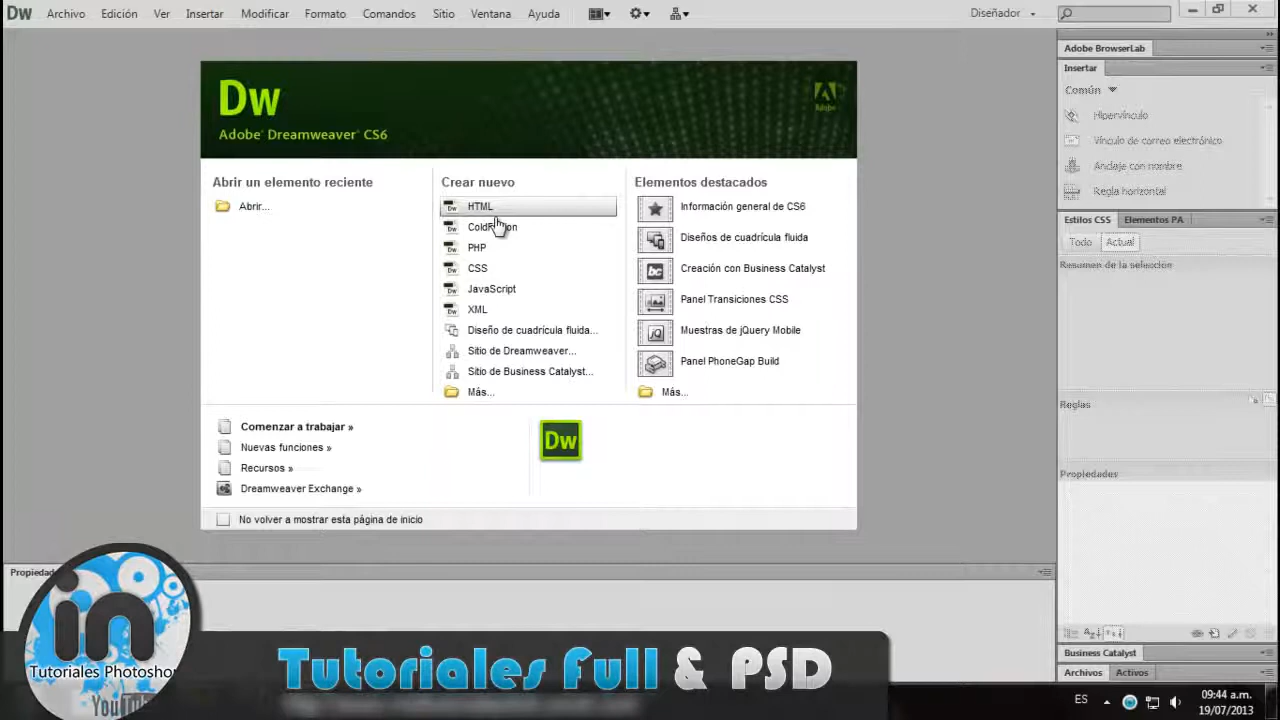 Dw Archivo Edición Ver Insertar Modificar Formato Comandos Sitio Ventana Ayuda Diseñador
Dw
Adobe® Dreamweaver® CS6
Adobe
Abrir un elemento reciente
Abrir...
Crear nuevo
HTML
PHP
CSS
JavaScript
XML
Diseño de cuadrícula fluida...
Sitio de Dreamweaver...
Sitio de Business Catalyst...
Más...
Elementos destacados
Información general de CS6
Diseños de cuadrícula fluida
bc Creación con Business Catalyst
Panel Transiciones CSS
jQ Muestras de jQuery Mobile
Panel PhoneGap Build
Más...
Comenzar a trabajar »
Nuevas funciones »
Recursos »
Dreamweaver Exchange »
Dw
No volver a mostrar esta página de inicio
Adobe BrowserLab
Insertar
Común
Hipervínculo
Vínculo de correo electrónico
Anclaje con nombre
Regla horizontal
Estilos CSS Elementos PA
Todo Actual
Resumen de la selección
Reglas
Propiedades
Business Catalyst
Archivos Activos
in
Tutoriales Full & PSD
ES
09:44 a.m.
19/07/2013